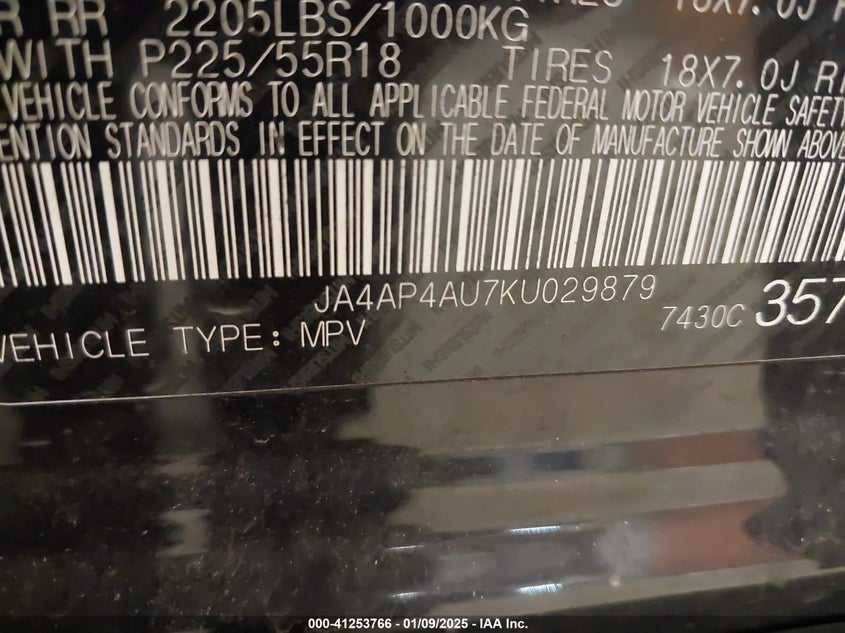 R RR 2205LBS/1000KG
WITH P225/55R18 TIRES 18X7.0J RI
VEHICLE CONFORMS TO ALL APPLICABLE FEDERAL MOTOR VEHICLE SAFETY
ENTION STANDARDS IN EFFECT ON THE DATE OF MANUFACTURE SHOWN ABOVE
JA4AP4AU7KU029879
7430C 357
VEHICLE TYPE: MPV
000-41253766 - 01/09/2025 - IAA Inc.